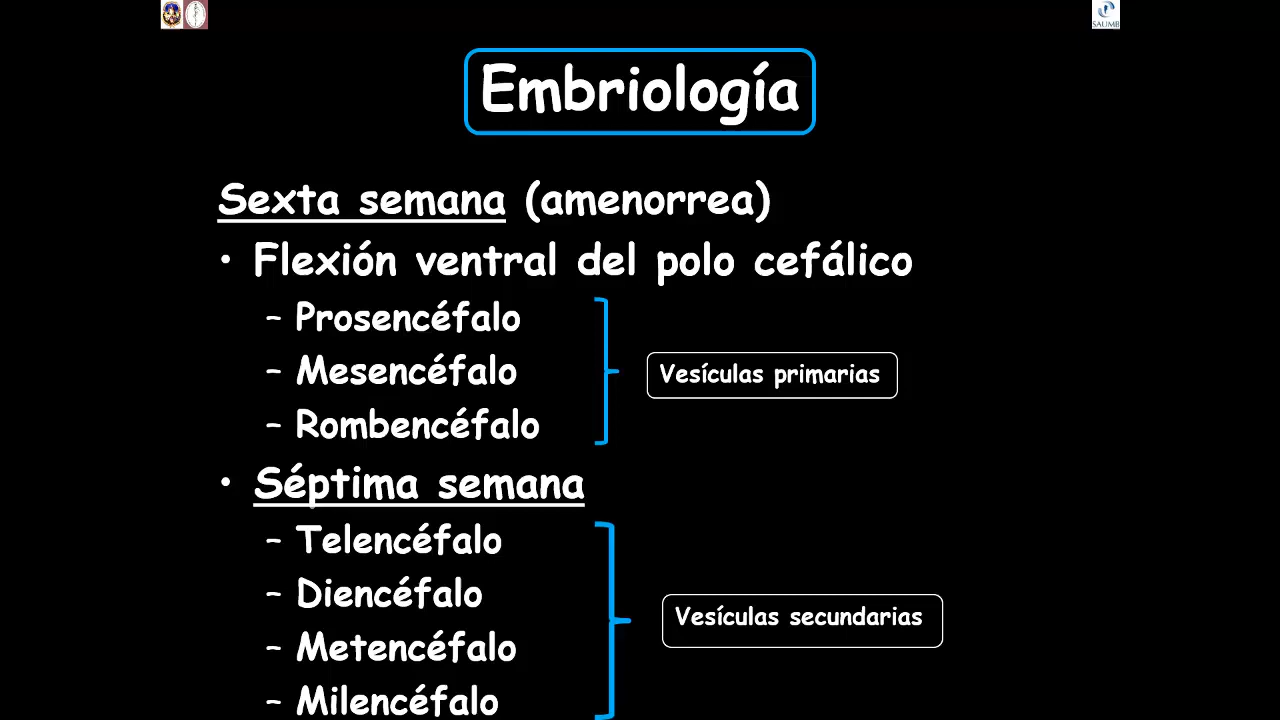 SAUMB
Embriología
Sexta semana (amenorrea)
• Flexión ventral del polo cefálico
– Prosencéfalo
– Mesencéfalo
– Rombencéfalo
Vesículas primarias
• Séptima semana
– Telencéfalo
– Diencéfalo
– Metencéfalo
– Milencéfalo
Vesículas secundarias